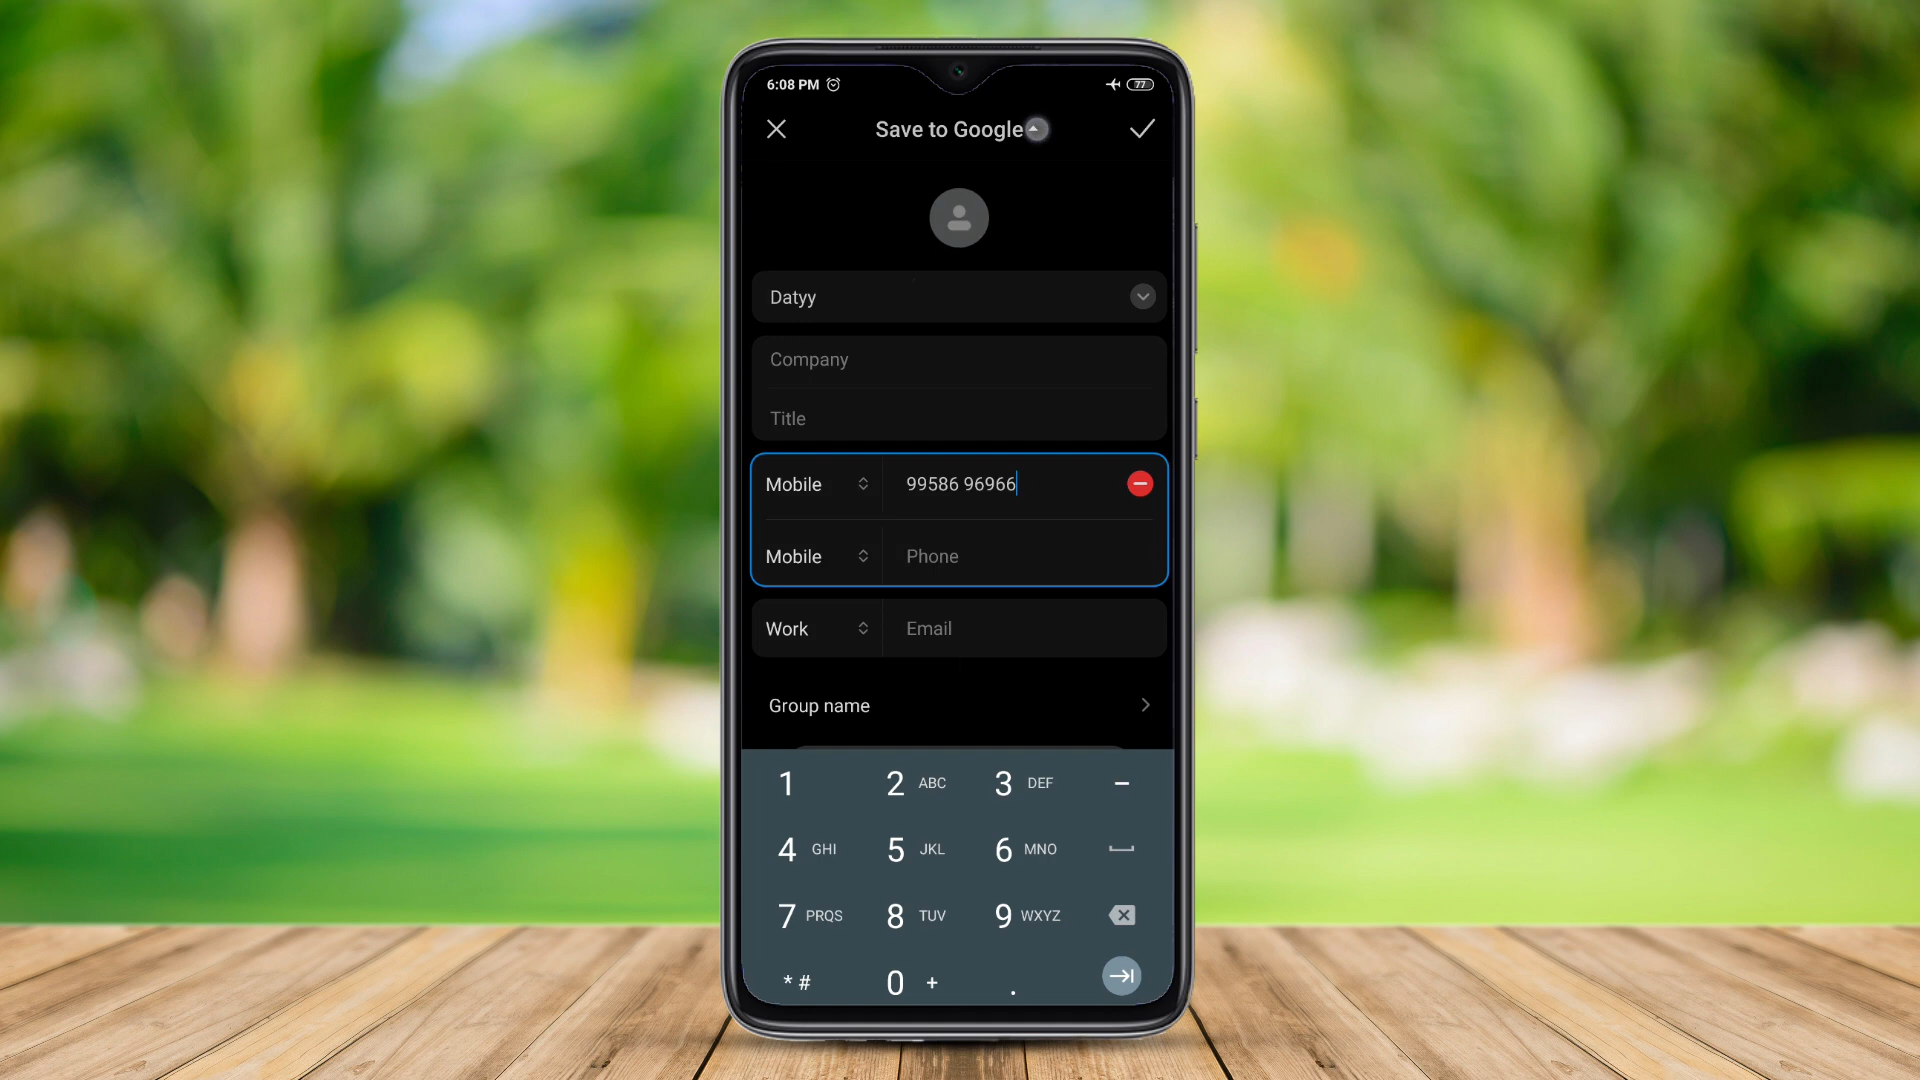 6:08 PM 77
Save to Google
Datyy
Company
Title
Mobile 99586 96966
Mobile Phone
Work Email
Group name
1 2 ABC 3 DEF -
4 GHI 5 JKL 6 MNO
7 PRQS 8 TUV 9 WXYZ
* # 0 + .